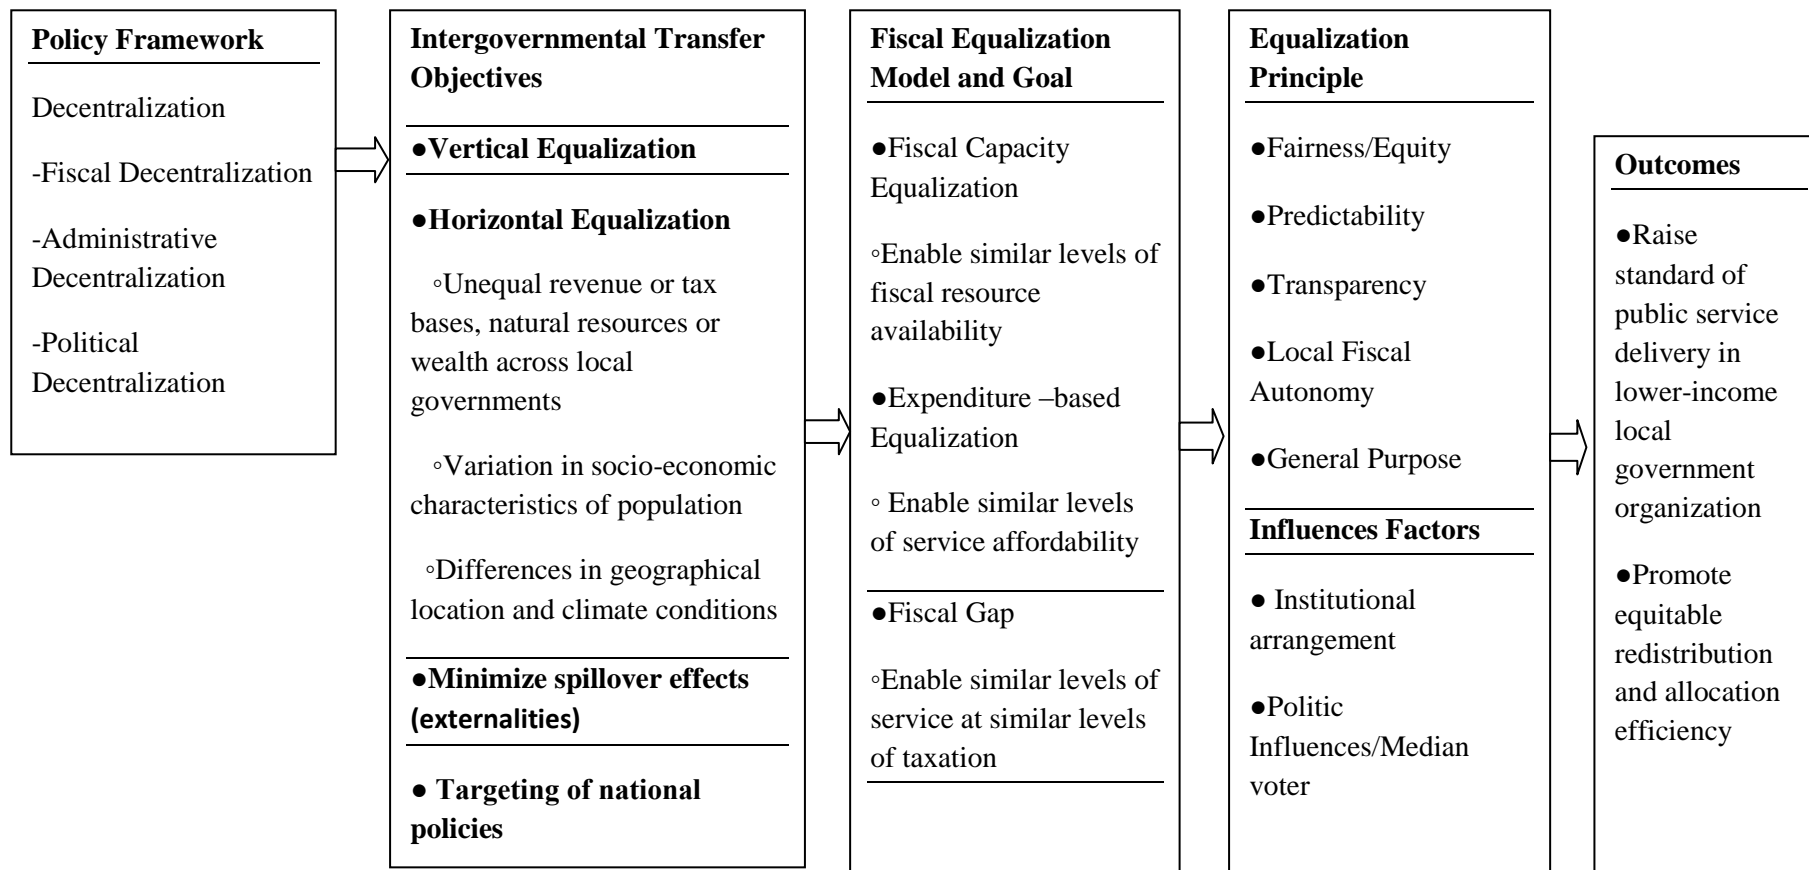 Policy Framework
Decentralization
-Fiscal Decentralization
-Administrative
Decentralization
-Political
Decentralization
Intergovernmental Transfer
Objectives
●Vertical Equalization
●Horizontal Equalization
◦Unequal revenue or tax
bases, natural resources or
wealth across local
governments
◦Variation in socio-economic
characteristics of population
◦Differences in geographical
location and climate conditions
●Minimize spillover effects
(externalities)
● Targeting of national
policies
Fiscal Equalization
Model and Goal
●Fiscal Capacity
Equalization
◦Enable similar levels of
fiscal resource
availability
●Expenditure –based
Equalization
◦ Enable similar levels
of service affordability
●Fiscal Gap
◦Enable similar levels of
service at similar levels
of taxation
Equalization
Principle
●Fairness/Equity
●Predictability
●Transparency
●Local Fiscal
Autonomy
●General Purpose
Influences Factors
● Institutional
arrangement
●Politic
Influences/Median
voter
Outcomes
●Raise
standard of
public service
delivery in
lower-income
local
government
organization
●Promote
equitable
redistribution
and allocation
efficiency